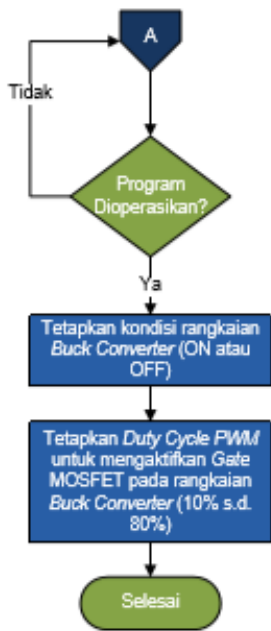 A
Tidak
Program
Dioperasikan?
Ya
Tetapkan kondisi rangkaian
Buck Converter (ON atau
OFF)
Tetapkan Duty Cycle PWM
untuk mengaktifkan Gate
MOSFET pada rangkaian
Buck Converter (10% s.d.
80%)
Selesai